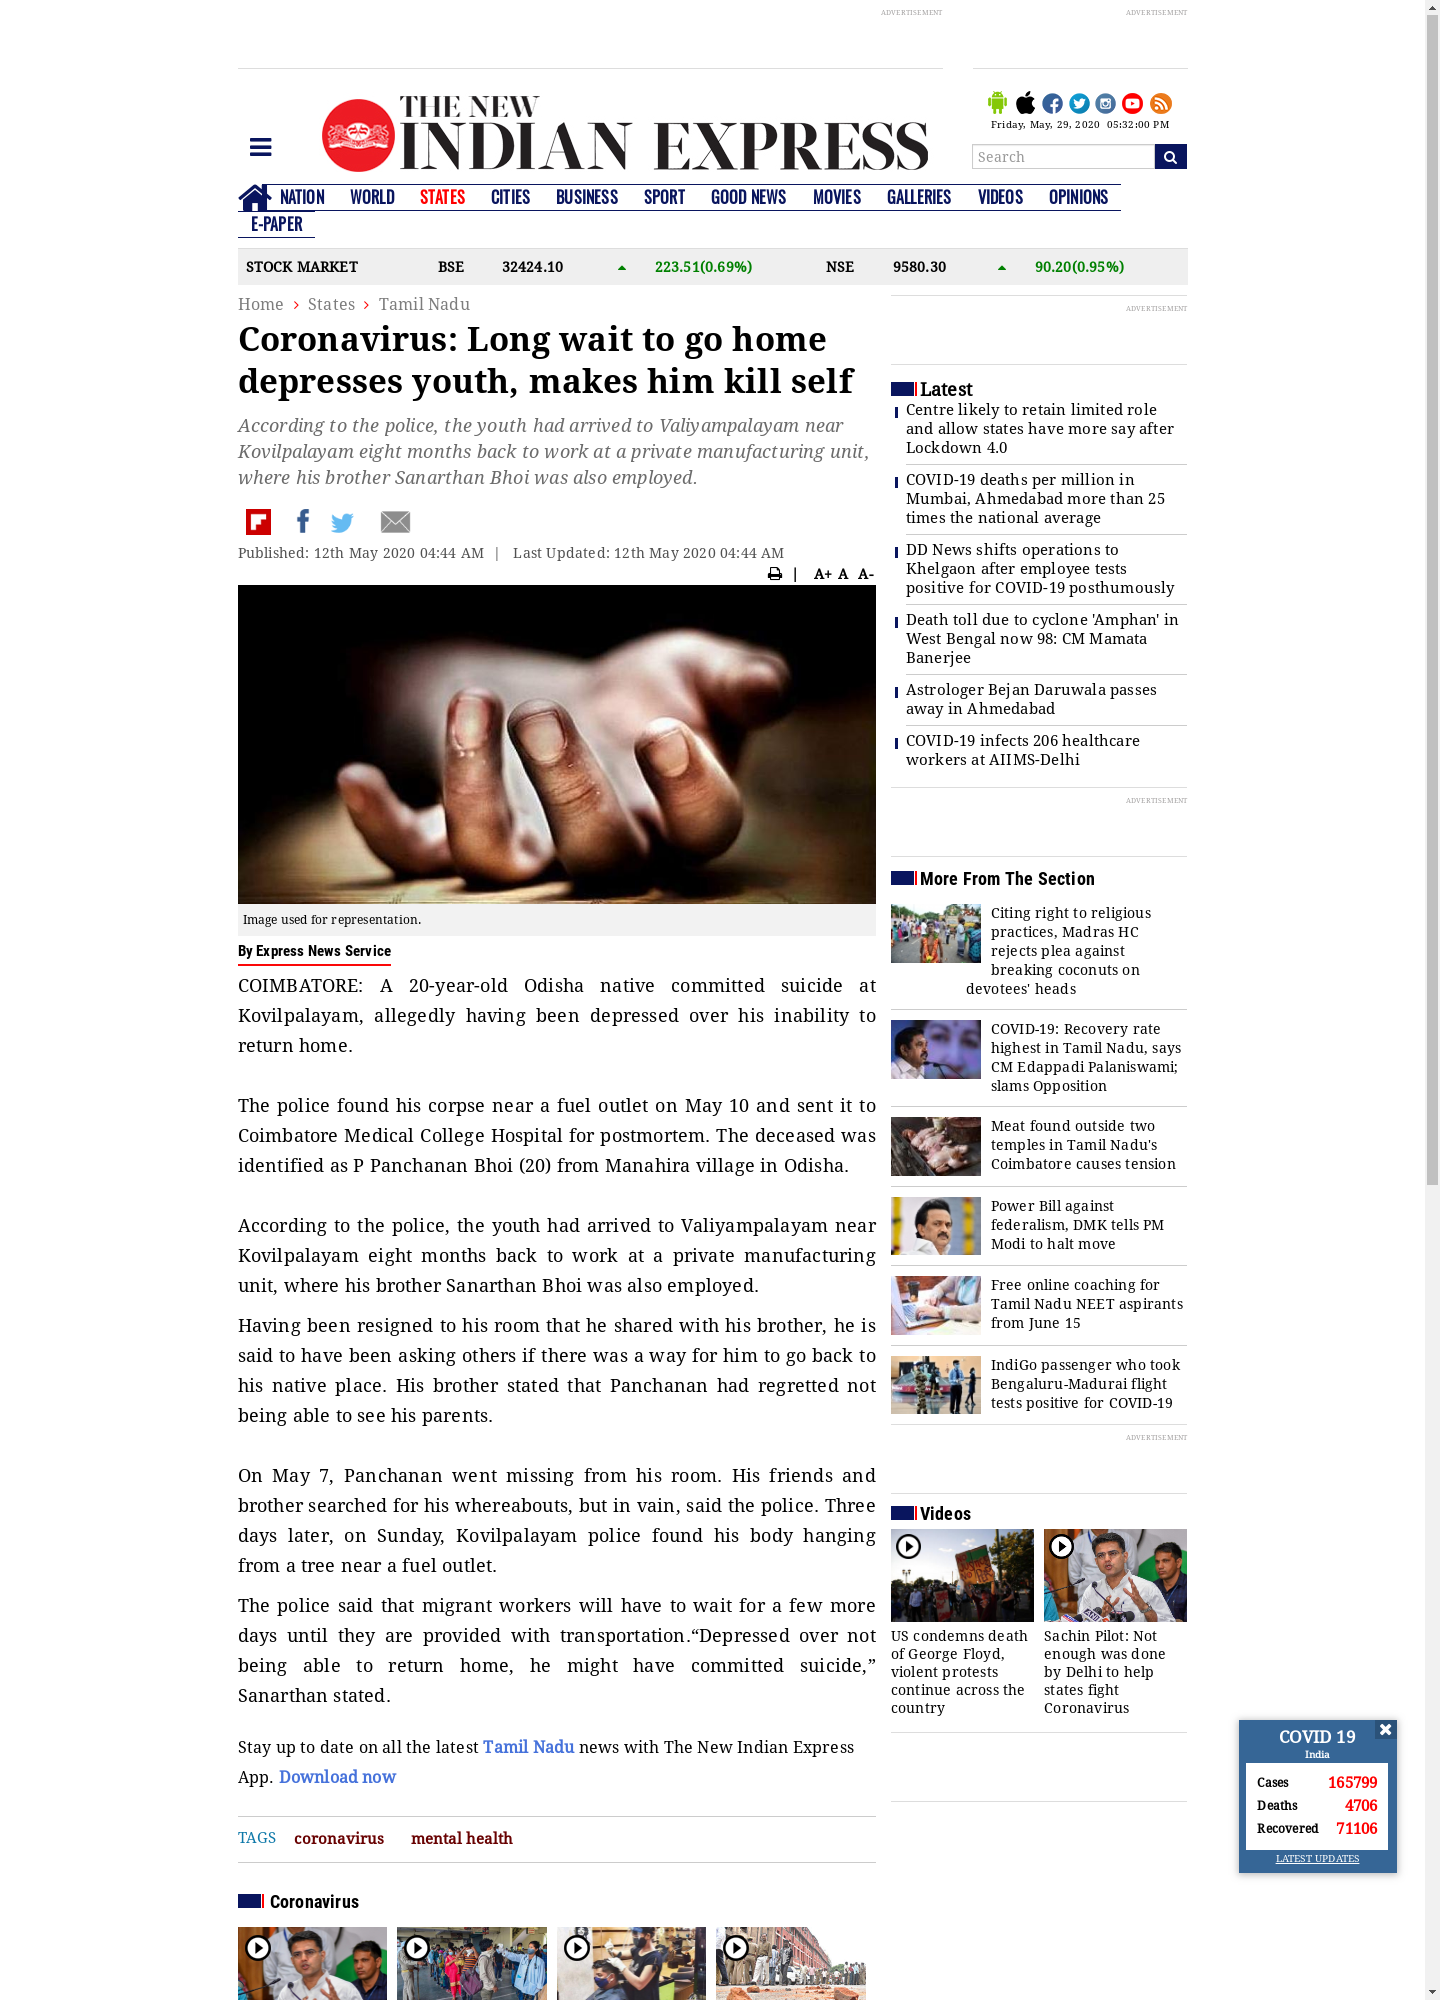 ADVERTISEMENT
ADVERTISEMENT
THE NEW
INDIAN EXPRESS
Friday, May, 29, 2020 05:32:00 PM
Search
NATION WORLD STATES CITIES BUSINESS SPORT GOOD NEWS MOVIES GALLERIES VIDEOS OPINIONS
E-PAPER
STOCK MARKET BSE 32424.10 223.51(0.69%) NSE 9580.30 90.20(0.95%)
Home States Tamil Nadu
Coronavirus: Long wait to go home
depresses youth, makes him kill self
According to the police, the youth had arrived to Valiyampalayam near
Kovilpalayam eight months back to work at a private manufacturing unit,
where his brother Sanarthan Bhoi was also employed.
Published: 12th May 2020 04:44 AM | Last Updated: 12th May 2020 04:44 AM
| A+ A A-
Image used for representation.
By Express News Service
COIMBATORE: A 20-year-old Odisha native committed suicide at
Kovilpalayam, allegedly having been depressed over his inability to
return home.
The police found his corpse near a fuel outlet on May 10 and sent it to
Coimbatore Medical College Hospital for postmortem. The deceased was
identified as P Panchanan Bhoi (20) from Manahira village in Odisha.
According to the police, the youth had arrived to Valiyampalayam near
Kovilpalayam eight months back to work at a private manufacturing
unit, where his brother Sanarthan Bhoi was also employed.
Having been resigned to his room that he shared with his brother, he is
said to have been asking others if there was a way for him to go back to
his native place. His brother stated that Panchanan had regretted not
being able to see his parents.
On May 7, Panchanan went missing from his room. His friends and
brother searched for his whereabouts, but in vain, said the police. Three
days later, on Sunday, Kovilpalayam police found his body hanging
from a tree near a fuel outlet.
The police said that migrant workers will have to wait for a few more
days until they are provided with transportation.“Depressed over not
being able to return home, he might have committed suicide,”
Sanarthan stated.
Stay up to date on all the latest Tamil Nadu news with The New Indian Express
App. Download now
TAGS coronavirus mental health
Coronavirus
ADVERTISEMENT
Latest
Centre likely to retain limited role
and allow states have more say after
Lockdown 4.0
COVID-19 deaths per million in
Mumbai, Ahmedabad more than 25
times the national average
DD News shifts operations to
Khelgaon after employee tests
positive for COVID-19 posthumously
Death toll due to cyclone 'Amphan' in
West Bengal now 98: CM Mamata
Banerjee
Astrologer Bejan Daruwala passes
away in Ahmedabad
COVID-19 infects 206 healthcare
workers at AIIMS-Delhi
ADVERTISEMENT
More From The Section
Citing right to religious
practices, Madras HC
rejects plea against
breaking coconuts on
devotees' heads
COVID-19: Recovery rate
highest in Tamil Nadu, says
CM Edappadi Palaniswami;
slams Opposition
Meat found outside two
temples in Tamil Nadu's
Coimbatore causes tension
Power Bill against
federalism, DMK tells PM
Modi to halt move
Free online coaching for
Tamil Nadu NEET aspirants
from June 15
IndiGo passenger who took
Bengaluru-Madurai flight
tests positive for COVID-19
ADVERTISEMENT
Videos
US condemns death
of George Floyd,
violent protests
continue across the
country
Sachin Pilot: Not
enough was done
by Delhi to help
states fight
Coronavirus
COVID 19
India
Cases 165799
Deaths 4706
Recovered 71106
LATEST UPDATES